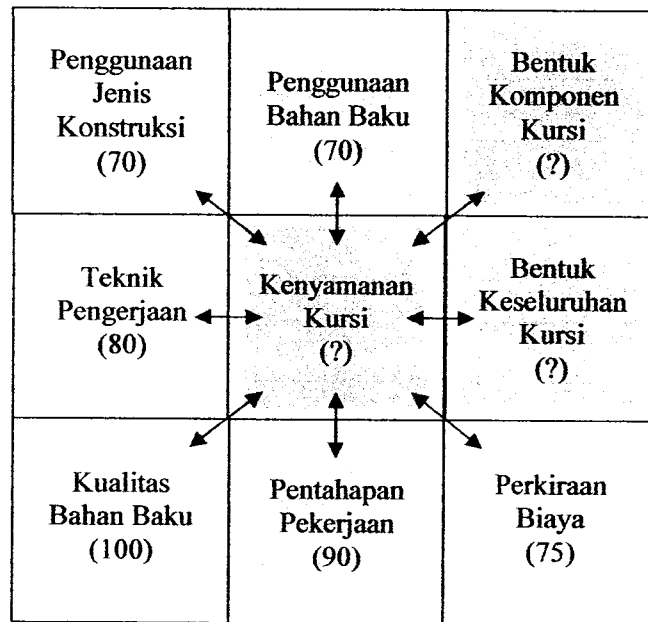 Penggunaan
Jenis
Konstruksi
(70)
Penggunaan
Bahan Baku
(70)
Bentuk
Komponen
Kursi
(?)
Teknik
Pengerjaan
(80)
Kenyamanan
Kursi
(?)
Bentuk
Keseluruhan
Kursi
(?)
Kualitas
Bahan Baku
(100)
Pentahapan
Pekerjaan
(90)
Perkiraan
Biaya
(75)